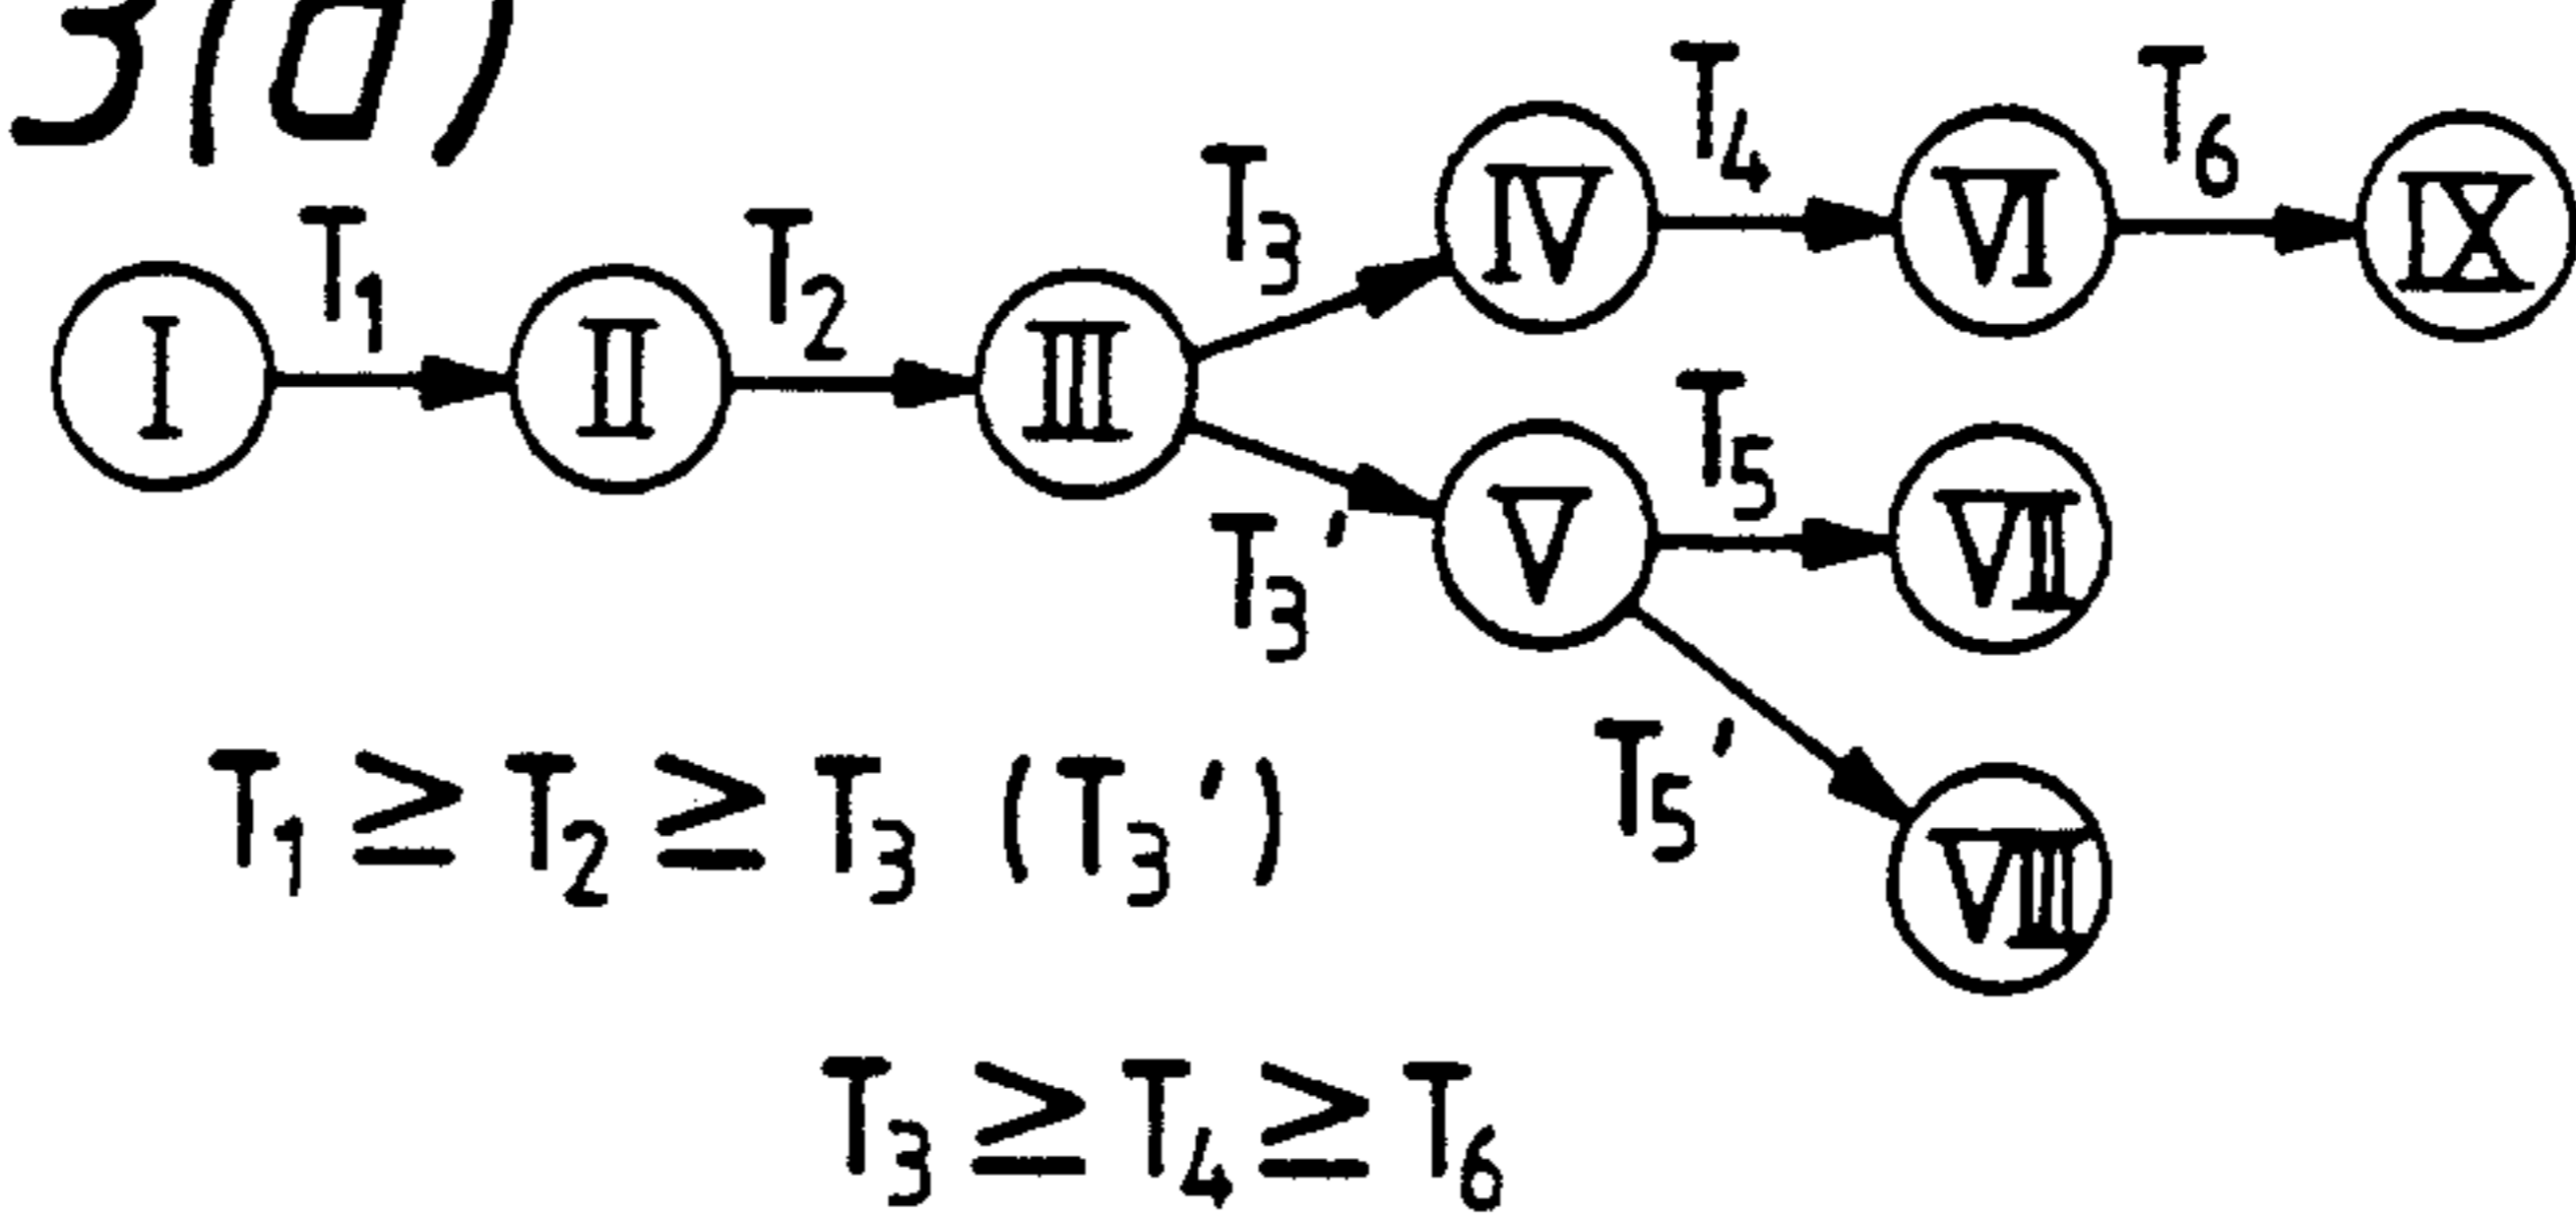 3(a)
T4 T6
T3 IV VI IX
T1 T2
I II III
T5
T3' V VII
T5'
VIII
T1 ≥ T2 ≥ T3 (T3')
T3 ≥ T4 ≥ T6